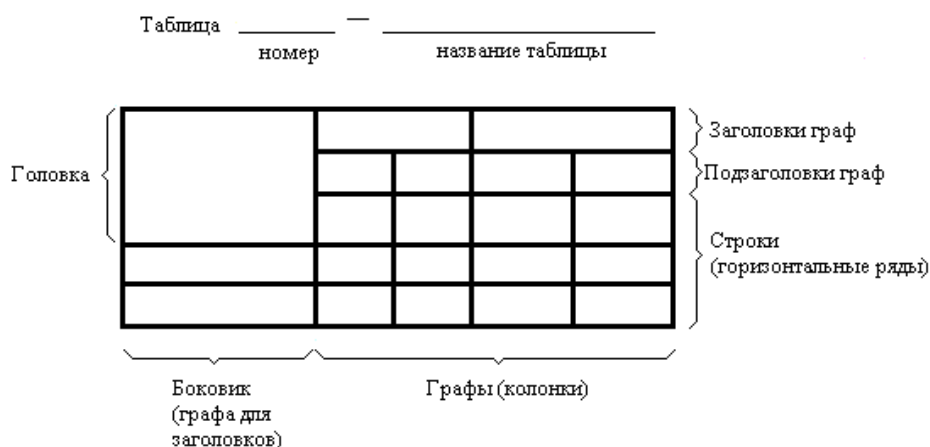 Таблица —
номер название таблицы
Заголовки граф
Головка
Подзаголовки граф
Строки
(горизонтальные ряды)
Боковик
(графа для
заголовков)
Графы (колонки)